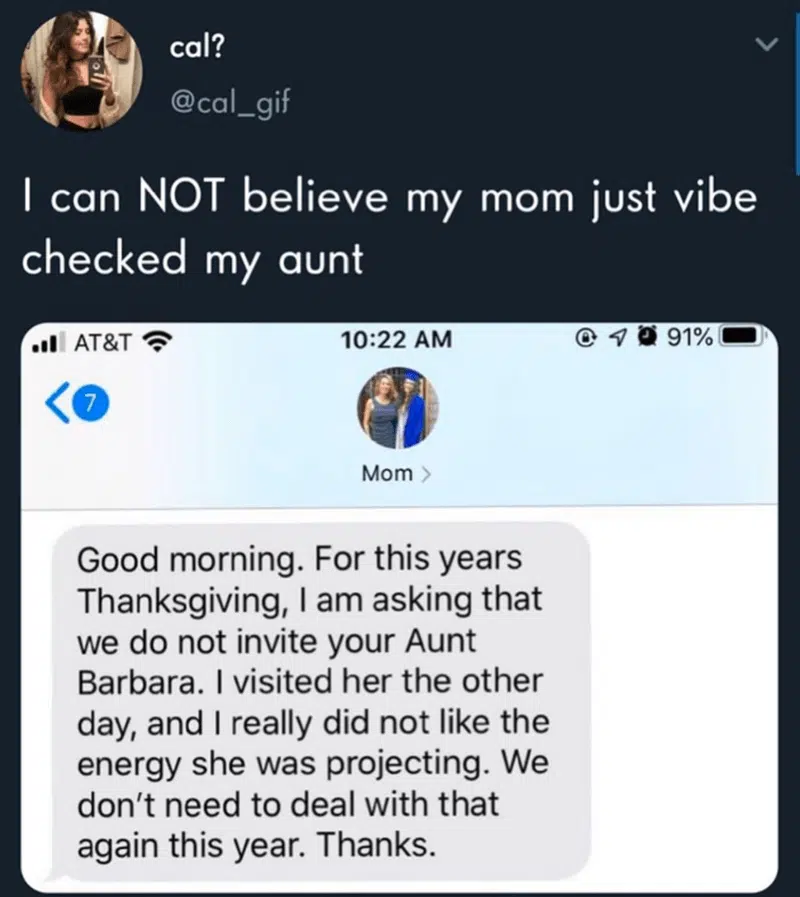 cal?
@cal_gif
I can NOT believe my mom just vibe
checked my aunt
AT&T
10:22 AM
91%
7
Mom
Good morning. For this years
Thanksgiving, I am asking that
we do not invite your Aunt
Barbara. I visited her the other
day, and I really did not like the
energy she was projecting. We
don't need to deal with that
again this year. Thanks.